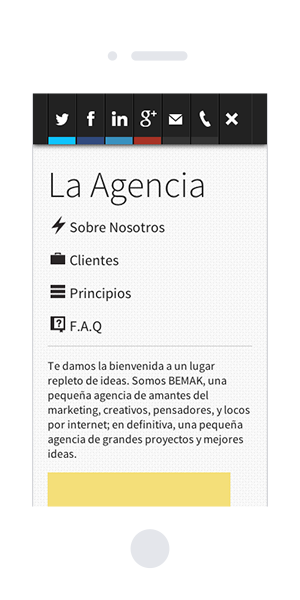 La Agencia
Sobre Nosotros
Clientes
Principios
F.A.Q
Te damos la bienvenida a un lugar
repleto de ideas. Somos BEMAK, una
pequeña agencia de amantes del
marketing, creativos, pensadores, y locos
por internet; en definitiva, una pequeña
agencia de grandes proyectos y mejores
ideas.